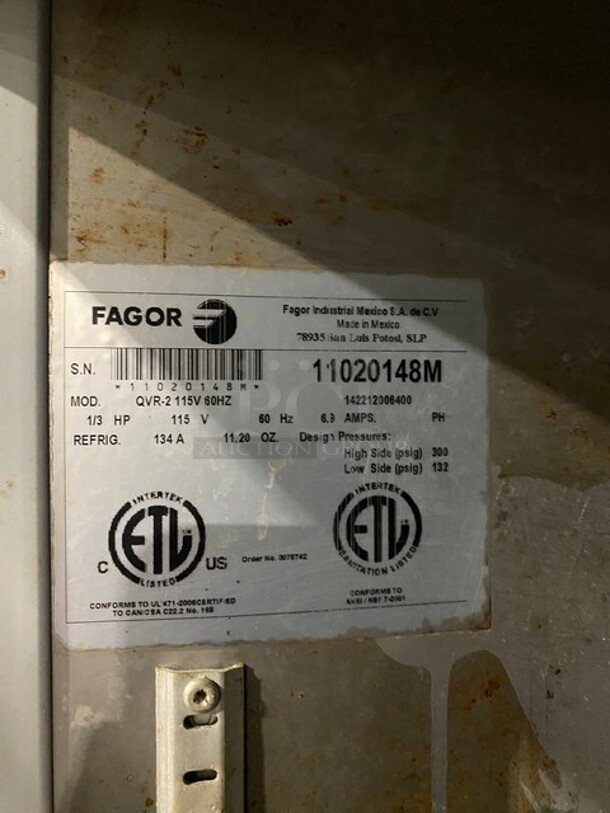 FAGOR
Fagor Industrial Mexico S.A. de C.V
Made in Mexico
78935 San Luis Potosi, SLP
S.N.
*11020148M*
11020148M
MOD. QVR-2 115V 60HZ 142212006400
1/3 HP 115 V 60 Hz 6.9 AMPS. PH
REFRIG. 134 A 11.20 OZ. Design Pressures:
High Side (psig) 300
Low Side (psig) 132
AUCTION GROUP
INTERTEK
ETL
LISTED
C US
Order No.
INTERTEK
ETL
SANITATION LISTED
CONFORMS TO UL 471-2006 CERTIFIED
TO CAN/CSA C22.2 No.
CONFORMS TO
ANSI / NSF 7-2001